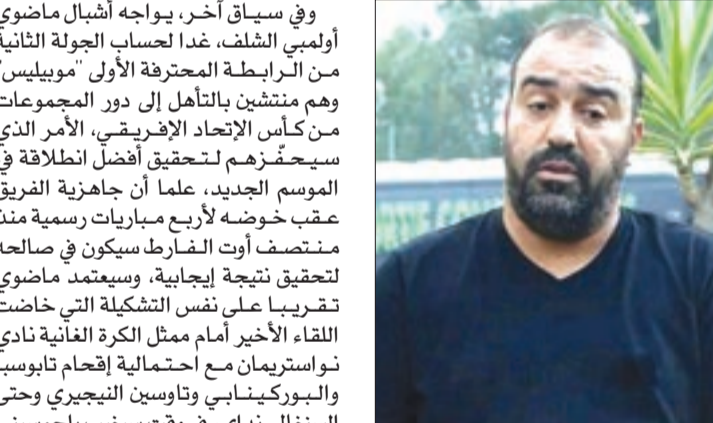 وفي سياق آخر، يواجه أشبال ماضوي
أولمبي الشلف، غدا لحساب الجولة الثانية
من الرابطة المحترفة الأولى "موبيليس"
وهم منتشين بالتأهل إلى دور المجموعات
من كأس الإتحاد الإفريقي، الأمر الذي
سيحفّزهم لتحقيق أفضل انطلاقة في
الموسم الجديد، علما أن جاهزية الفريق
عقب خوضه لأربع مباريات رسمية منذ
منتصف أوت الفارط سيكون في صالحه
لتحقيق نتيجة إيجابية، وسيعتمد ماضوي
تقريبا على نفس التشكيلة التي خاضت
اللقاء الأخير أمام ممثل الكرة الغانية نادي
نواستريمان مع احتمالية إقحام تابوسبا
والبوركينابي وتاوسين النيجيري وحتى